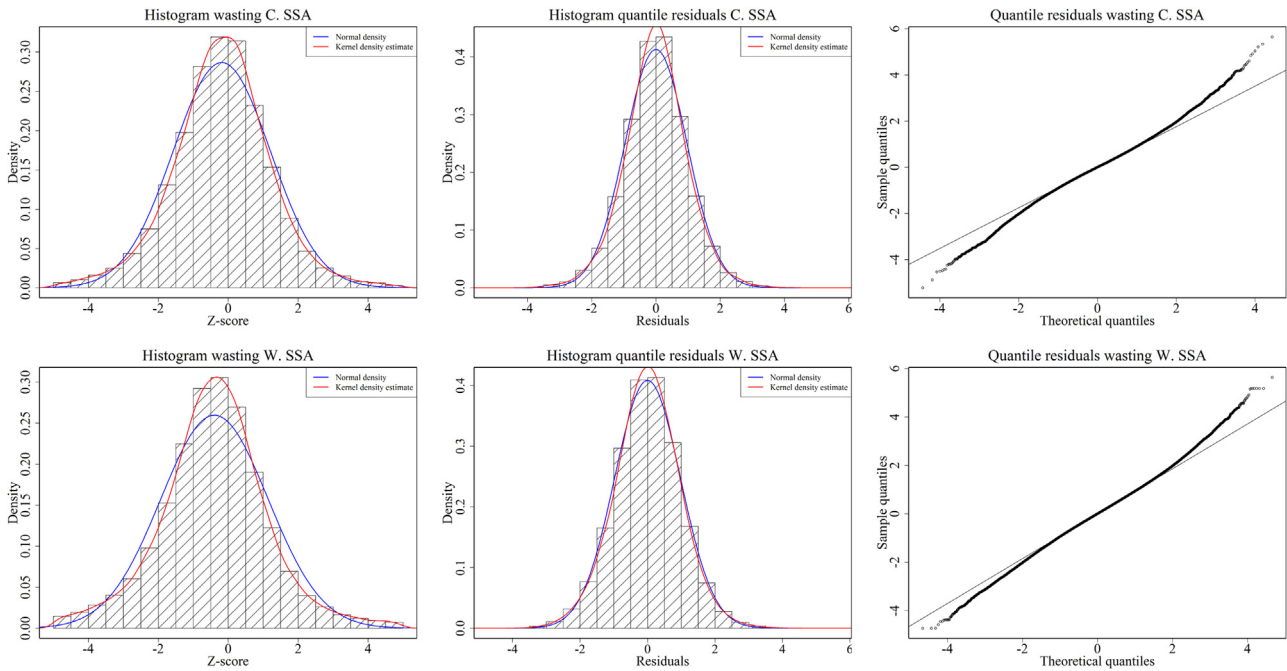 Histogram wasting C. SSA
Density
0.00 0.05 0.10 0.15 0.20 0.25 0.30
Normal density
Kernel density estimate
-4 -2 0 2 4
Z-score
Histogram quantile residuals C. SSA
Density
0.0 0.1 0.2 0.3 0.4
Normal density
Kernel density estimate
-4 -2 0 2 4 6
Residuals
Quantile residuals wasting C. SSA
Sample quantiles
-4 -2 0 2 4 6
-4 -2 0 2 4
Theoretical quantiles
Histogram wasting W. SSA
Density
0.00 0.05 0.10 0.15 0.20 0.25 0.30
Normal density
Kernel density estimate
-4 -2 0 2 4
Z-score
Histogram quantile residuals W. SSA
Density
0.0 0.1 0.2 0.3 0.4
Normal density
Kernel density estimate
-4 -2 0 2 4 6
Residuals
Quantile residuals wasting W. SSA
Sample quantiles
-4 -2 0 2 4 6
-4 -2 0 2 4
Theoretical quantiles